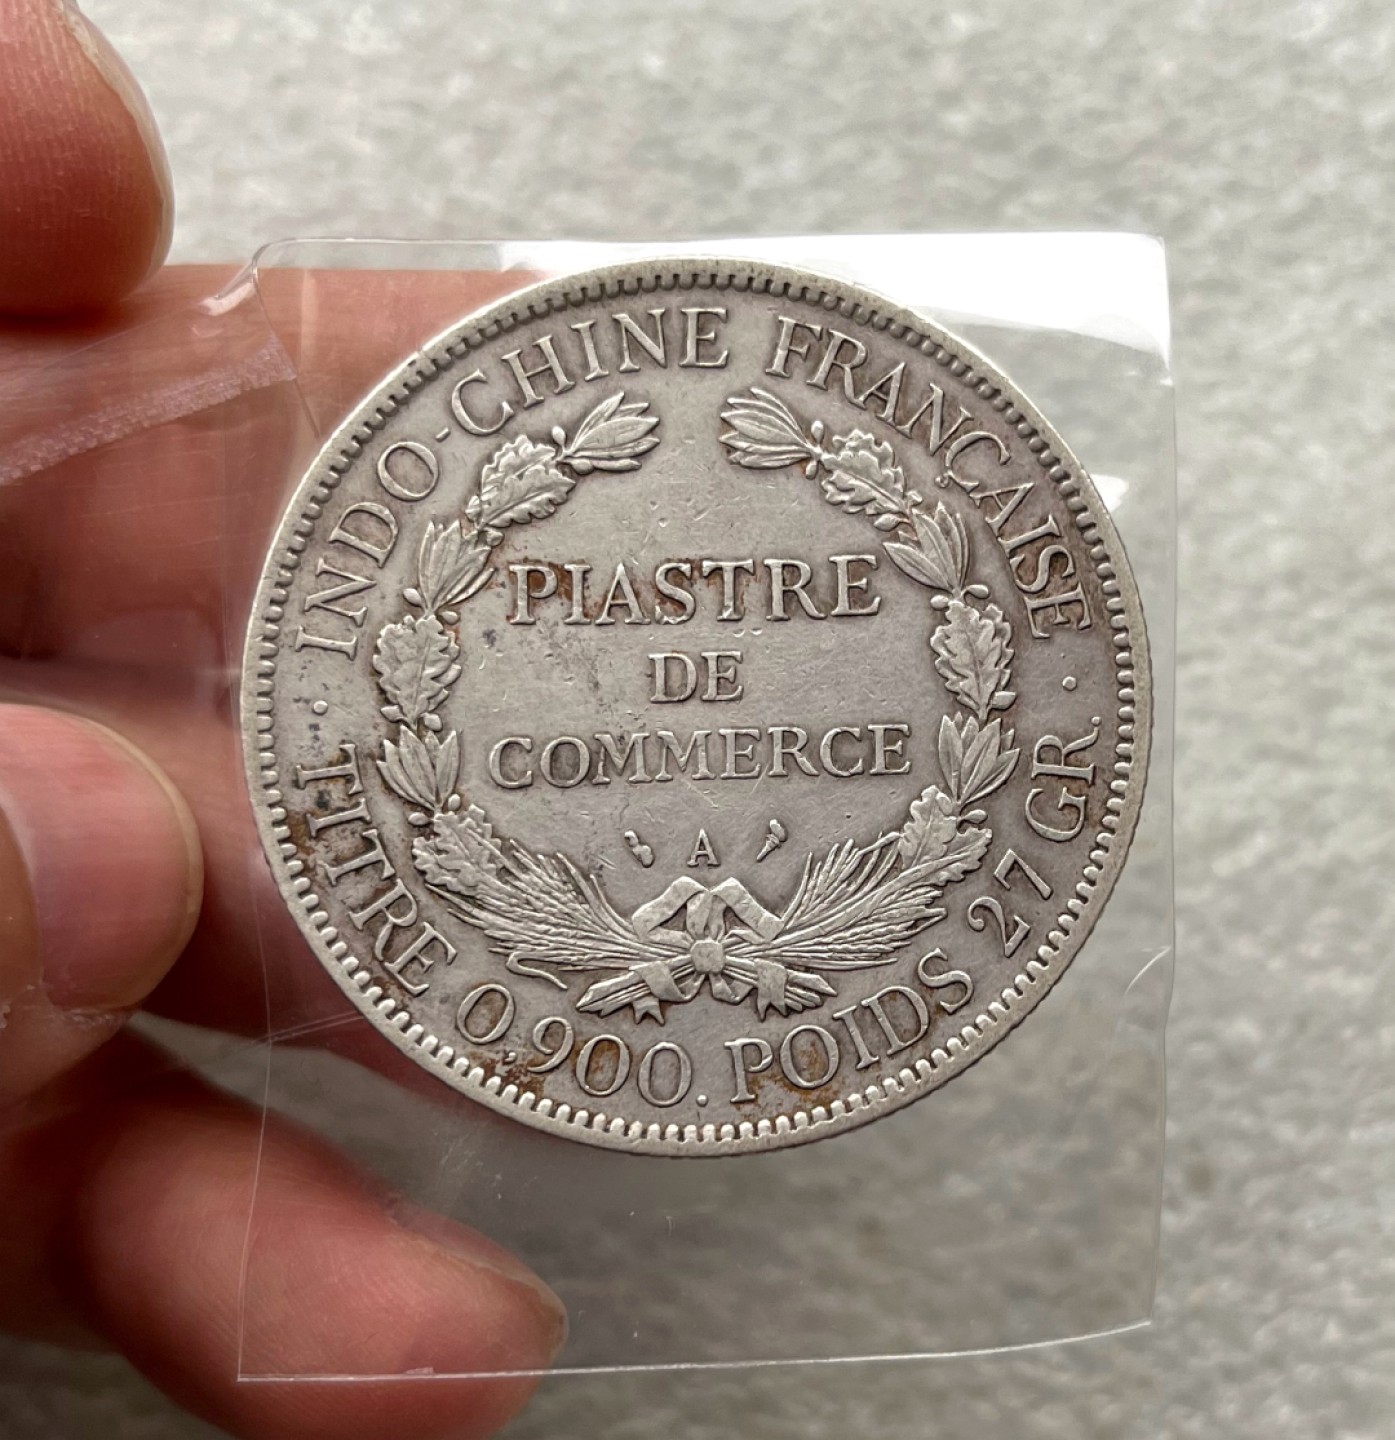 INDO-CHINE FRANÇAISE
PIASTRE
DE
COMMERCE
A
· TITRE 0,900. POIDS 27 GR. ·